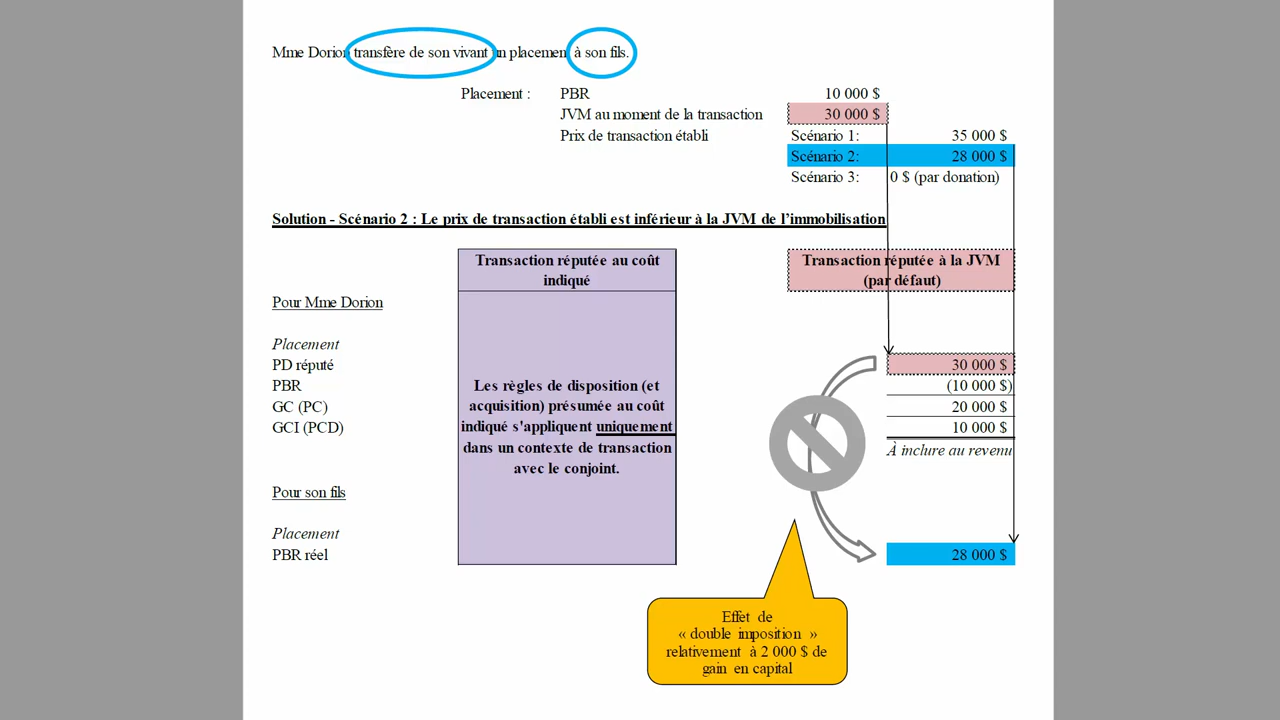 Mme Dorion transfère de son vivant un placement à son fils.
Placement : PBR 10 000 $
JVM au moment de la transaction 30 000 $
Prix de transaction établi Scénario 1: 35 000 $
Scénario 2: 28 000 $
Scénario 3: 0 $ (par donation)
Solution - Scénario 2 : Le prix de transaction établi est inférieur à la JVM de l'immobilisation
Transaction réputée au coût
indiqué
Transaction réputée à la JVM
(par défaut)
Pour Mme Dorion
Placement
PD réputé 30 000 $
PBR (10 000 $)
GC (PC) 20 000 $
GCI (PCD) 10 000 $
À inclure au revenu
Les règles de disposition (et
acquisition) présumée au coût
indiqué s'appliquent uniquement
dans un contexte de transaction
avec le conjoint.
Pour son fils
Placement
PBR réel 28 000 $
Effet de
« double imposition »
relativement à 2 000 $ de
gain en capital